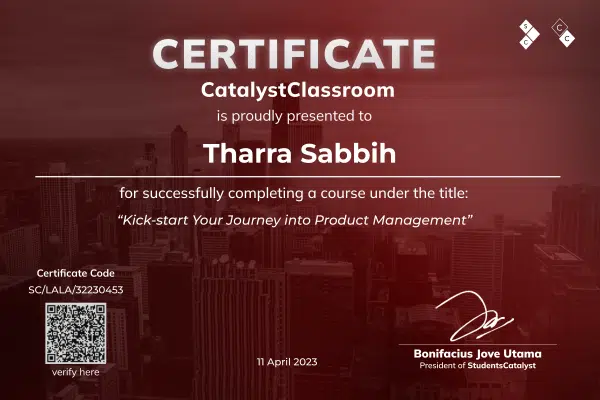 S
C
C
C
CERTIFICATE
CatalystClassroom
is proudly presented to
Tharra Sabbih
for successfully completing a course under the title:
“Kick-start Your Journey into Product Management”
Certificate Code
SC/LALA/32230453
verify here
11 April 2023
Bonifacius Jove Utama
President of StudentsCatalyst